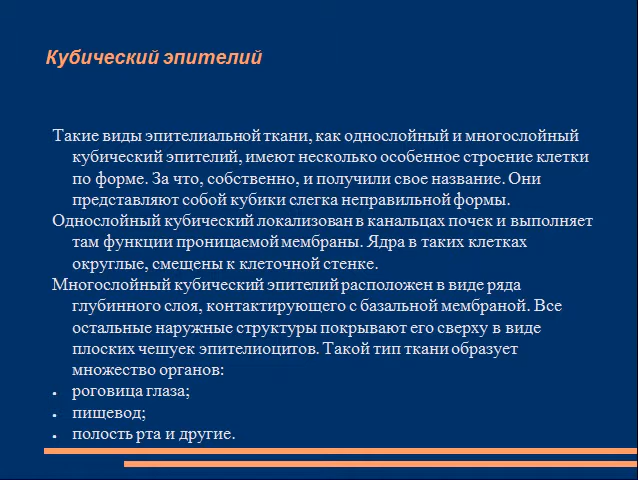 Кубический эпителий
Такие виды эпителиальной ткани, как однослойный и многослойный
кубический эпителий, имеют несколько особенное строение клетки
по форме. За что, собственно, и получили свое название. Они
представляют собой кубики слегка неправильной формы.
Однослойный кубический локализован в канальцах почек и выполняет
там функции проницаемой мембраны. Ядра в таких клетках
округлые, смещены к клеточной стенке.
Многослойный кубический эпителий расположен в виде ряда
глубинного слоя, контактирующего с базальной мембраной. Все
остальные наружные структуры покрывают его сверху в виде
плоских чешуек эпителиоцитов. Такой тип ткани образует
множество органов:
• роговица глаза;
• пищевод;
• полость рта и другие.